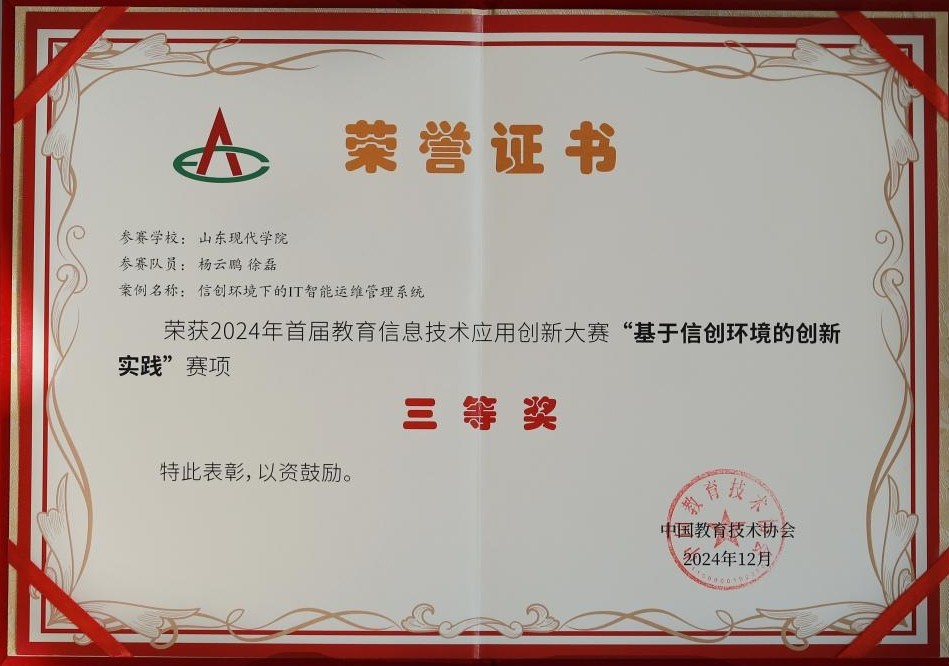 荣誉证书
参赛学校：山东现代学院
参赛队员：杨云鹏 徐磊
案例名称：信创环境下的IT智能运维管理系统
荣获2024年首届教育信息技术应用创新大赛“基于信创环境的创新
实践”赛项
三等奖
特此表彰，以资鼓励。
中国教育技术协会
2024年12月